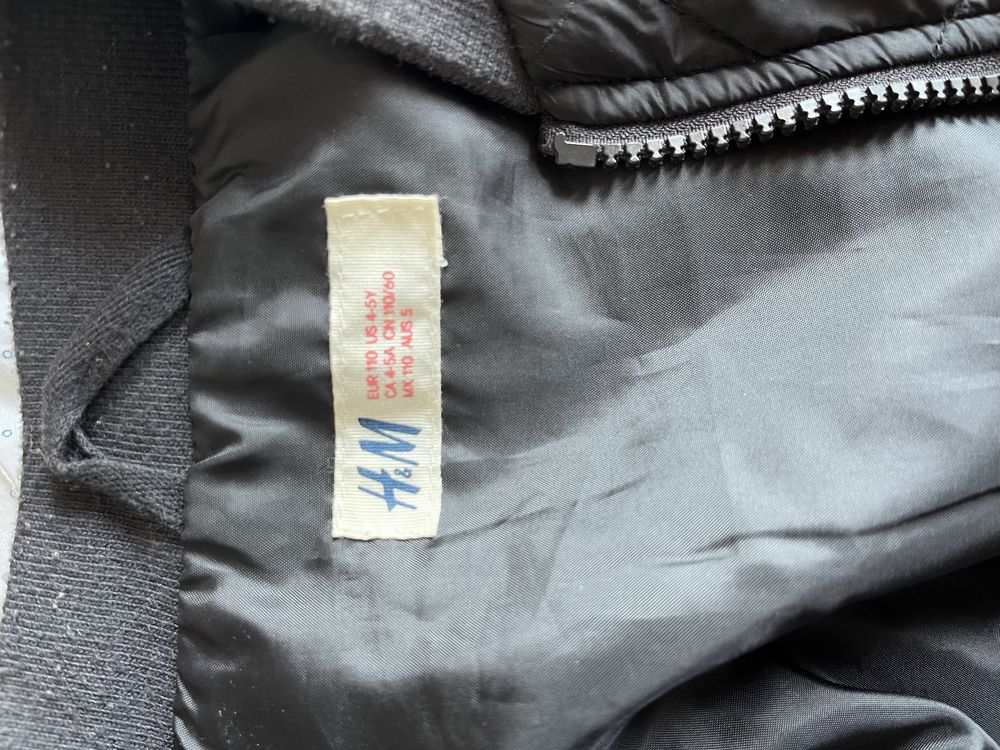 H&M
EUR 110 US 4-5Y
CA 4-5A CN 110/60
MX 110 AUS 5